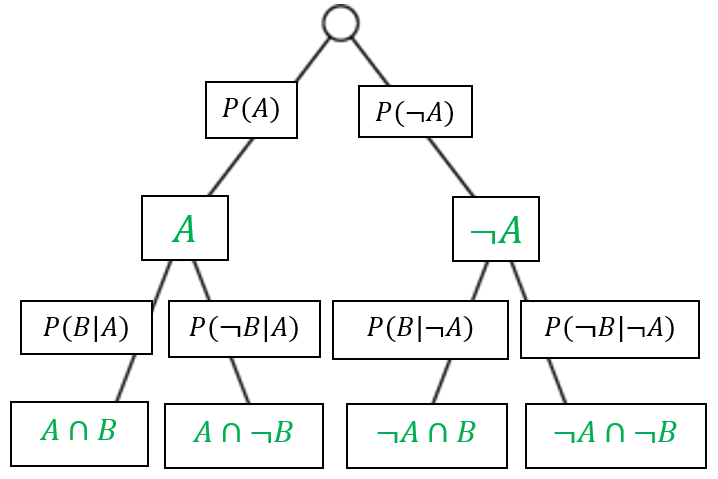 P(A)
P(¬A)
A
¬A
P(B|A)
P(¬B|A)
P(B|¬A)
P(¬B|¬A)
A ∩ B
A ∩ ¬B
¬A ∩ B
¬A ∩ ¬B